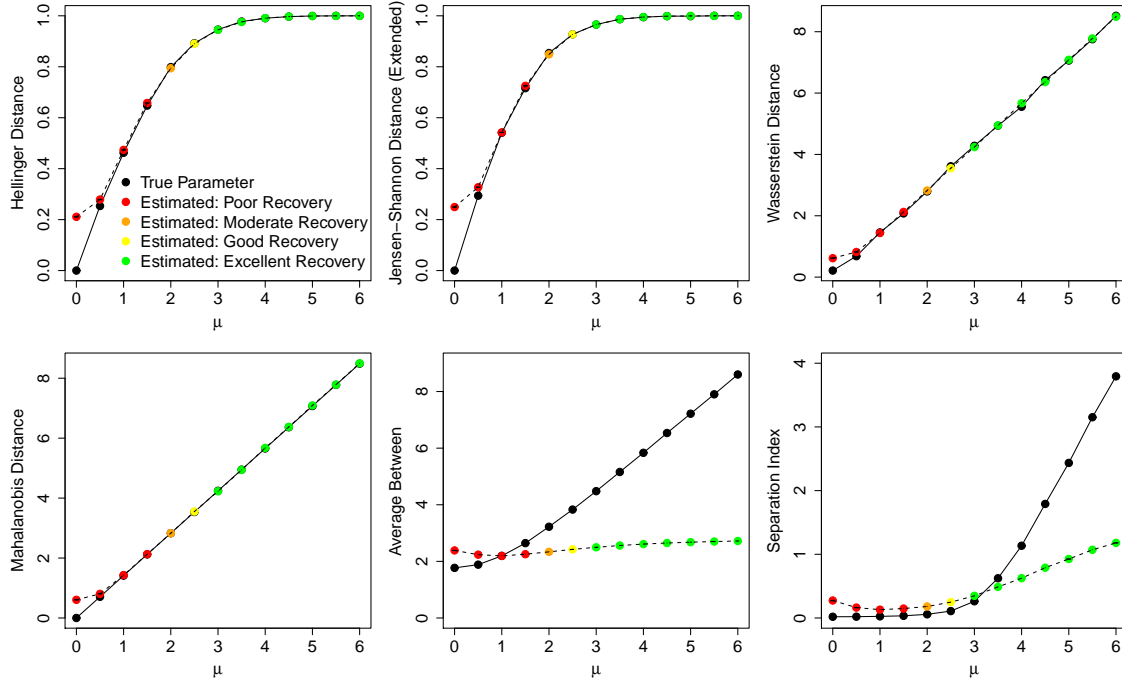 Hellinger Distance
0.0 0.2 0.4 0.6 0.8 1.0
True Parameter
Estimated: Poor Recovery
Estimated: Moderate Recovery
Estimated: Good Recovery
Estimated: Excellent Recovery
0 1 2 3 4 5 6
μ
Jensen−Shannon Distance (Extended)
0.0 0.2 0.4 0.6 0.8 1.0
0 1 2 3 4 5 6
μ
Wasserstein Distance
0 2 4 6 8
0 1 2 3 4 5 6
μ
Mahalanobis Distance
0 2 4 6 8
0 1 2 3 4 5 6
μ
Average Between
0 2 4 6 8
0 1 2 3 4 5 6
μ
Separation Index
0 1 2 3 4
0 1 2 3 4 5 6
μ